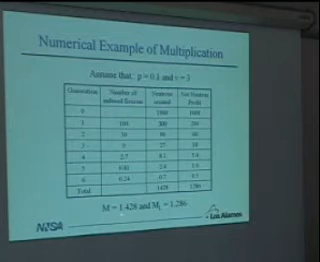 Numerical Example of Multiplication
Assume that: p = 0.1 and v = 3
Generation Number of induced fissions Neutrons created Net Neutron Profit
0 1000 1000
1 100 300 200
2 30 90 60
3 9 27 18
4 2.7 8.1 5.4
5 0.81 2.4 1.6
6 0.24 0.7 0.5
Total 1428 1286
M = 1.428 and ML = 1.286
NNSA
Los Alamos